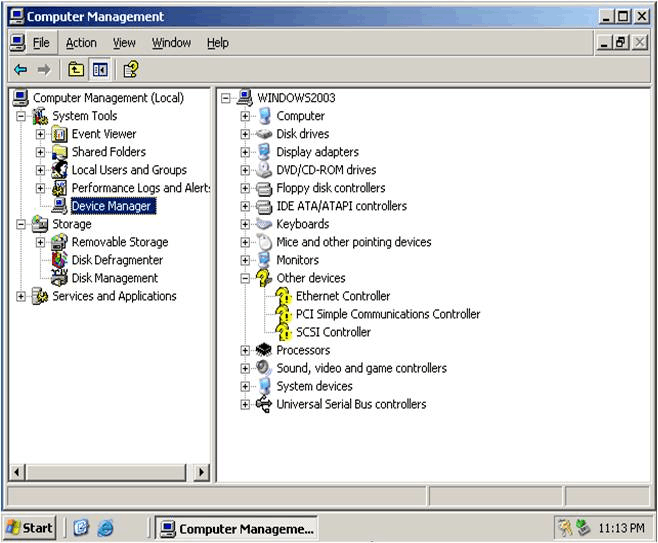 Computer Management
File Action View Window Help
Computer Management (Local)
System Tools
Event Viewer
Shared Folders
Local Users and Groups
Performance Logs and Alert:
Device Manager
Storage
Removable Storage
Disk Defragmenter
Disk Management
Services and Applications
WINDOWS2003
Computer
Disk drives
Display adapters
DVD/CD-ROM drives
Floppy disk controllers
IDE ATA/ATAPI controllers
Keyboards
Mice and other pointing devices
Monitors
Other devices
Ethernet Controller
PCI Simple Communications Controller
SCSI Controller
Processors
Sound, video and game controllers
System devices
Universal Serial Bus controllers
Start
Computer Manageme...
11:13 PM